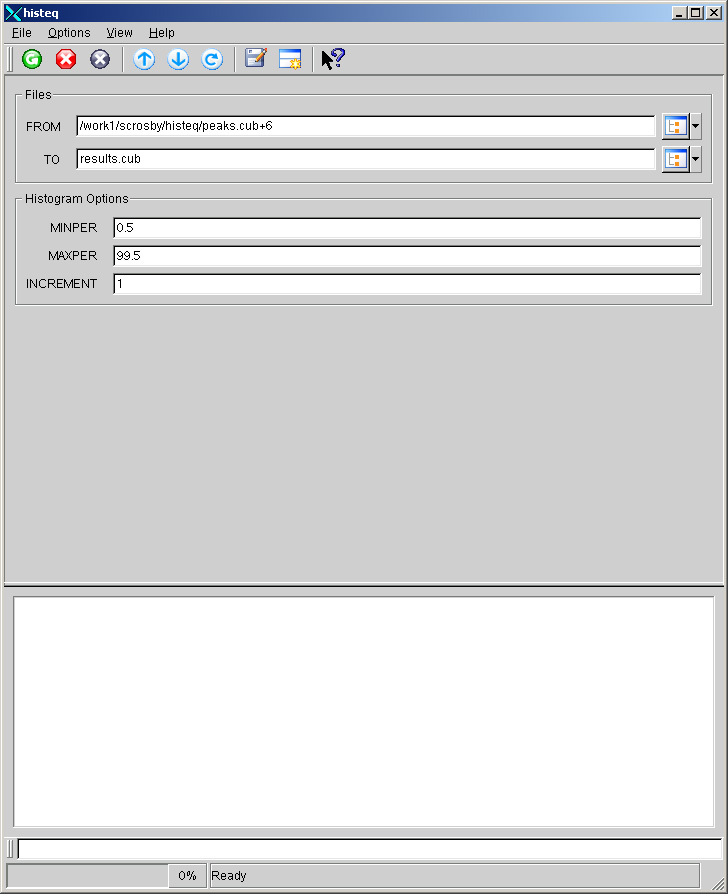 histeq
File Options View Help
G
Files
FROM /work1/scrosby/histeq/peaks.cub+6
TO results.cub
Histogram Options
MINPER 0.5
MAXPER 99.5
INCREMENT 1
0% Ready